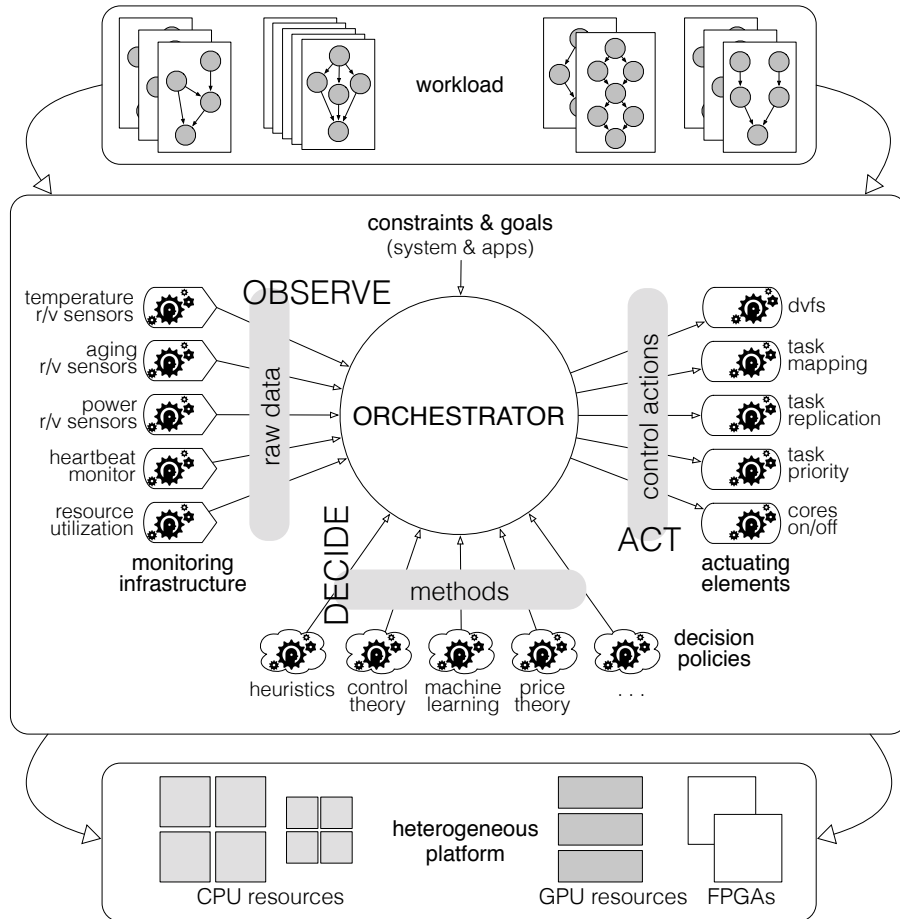 workload
constraints & goals
(system & apps)
OBSERVE
temperature
r/v sensors
aging
r/v sensors
power
r/v sensors
heartbeat
monitor
resource
utilization
monitoring
infrastructure
raw data
ORCHESTRATOR
control actions
ACT
dvfs
task
mapping
task
replication
task
priority
cores
on/off
actuating
elements
DECIDE
methods
decision
policies
heuristics
control
theory
machine
learning
price
theory
. . .
heterogeneous
platform
CPU resources
GPU resources
FPGAs